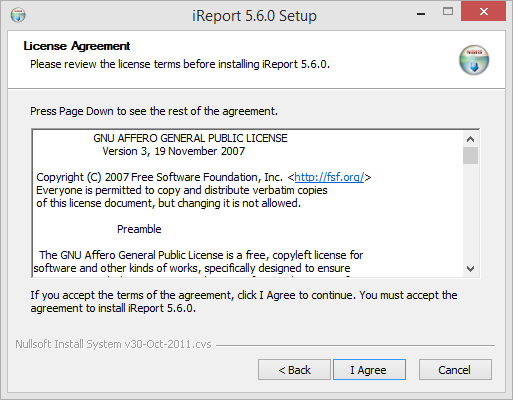 iReport 5.6.0 Setup
License Agreement
Please review the license terms before installing iReport 5.6.0.
Press Page Down to see the rest of the agreement.
GNU AFFERO GENERAL PUBLIC LICENSE
Version 3, 19 November 2007
Copyright (C) 2007 Free Software Foundation, Inc. <http://fsf.org/>
Everyone is permitted to copy and distribute verbatim copies
of this license document, but changing it is not allowed.
Preamble
The GNU Affero General Public License is a free, copyleft license for
software and other kinds of works, specifically designed to ensure
If you accept the terms of the agreement, click I Agree to continue. You must accept the
agreement to install iReport 5.6.0.
Nullsoft Install System v30-Oct-2011.cvs
< Back
I Agree
Cancel